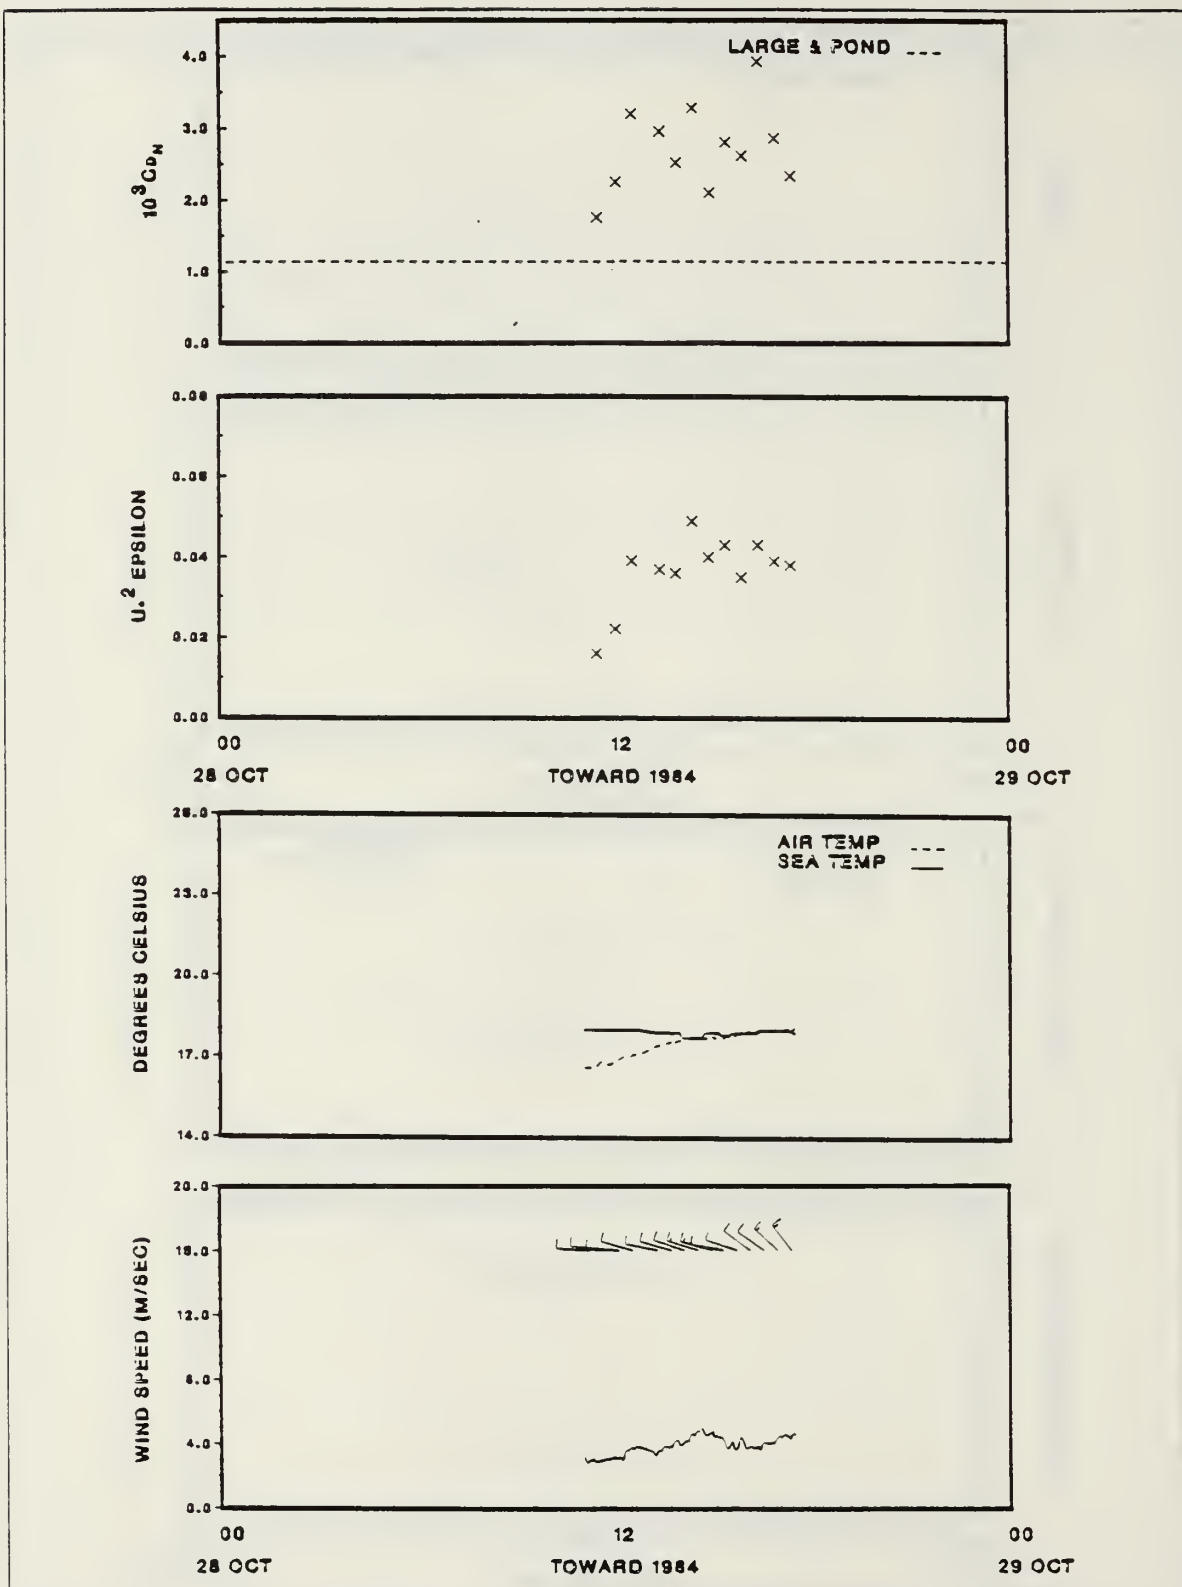 LARGE & POND
4.0
3.0
2.0
1.0
0.0
10³CDN
0.08
0.06
0.04
0.02
0.00
U.² EPSILON
00 12 00
28 OCT TOWARD 1984 29 OCT
26.0
23.0
20.0
17.0
14.0
DEGREES CELSIUS
AIR TEMP
SEA TEMP
20.0
16.0
12.0
8.0
4.0
0.0
WIND SPEED (M/SEC)
00 12 00
28 OCT TOWARD 1984 29 OCT